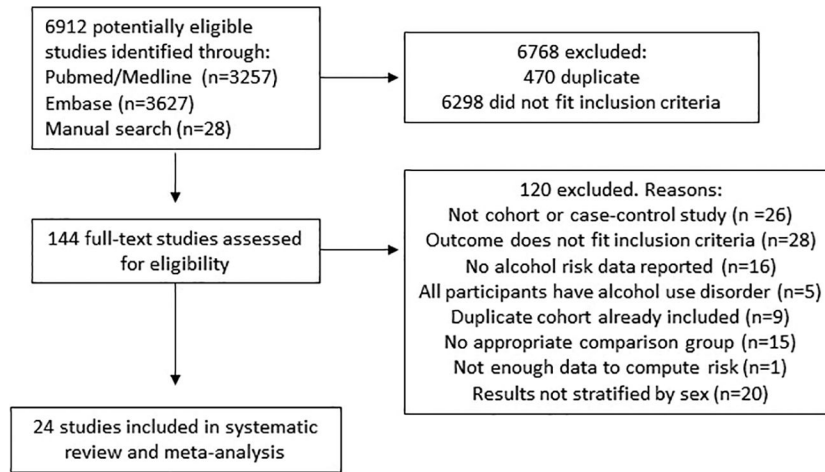 6912 potentially eligible
studies identified through:
Pubmed/Medline (n=3257)
Embase (n=3627)
Manual search (n=28)
6768 excluded:
470 duplicate
6298 did not fit inclusion criteria
144 full-text studies assessed
for eligibility
120 excluded. Reasons:
Not cohort or case-control study (n =26)
Outcome does not fit inclusion criteria (n=28)
No alcohol risk data reported (n=16)
All participants have alcohol use disorder (n=5)
Duplicate cohort already included (n=9)
No appropriate comparison group (n=15)
Not enough data to compute risk (n=1)
Results not stratified by sex (n=20)
24 studies included in systematic
review and meta-analysis